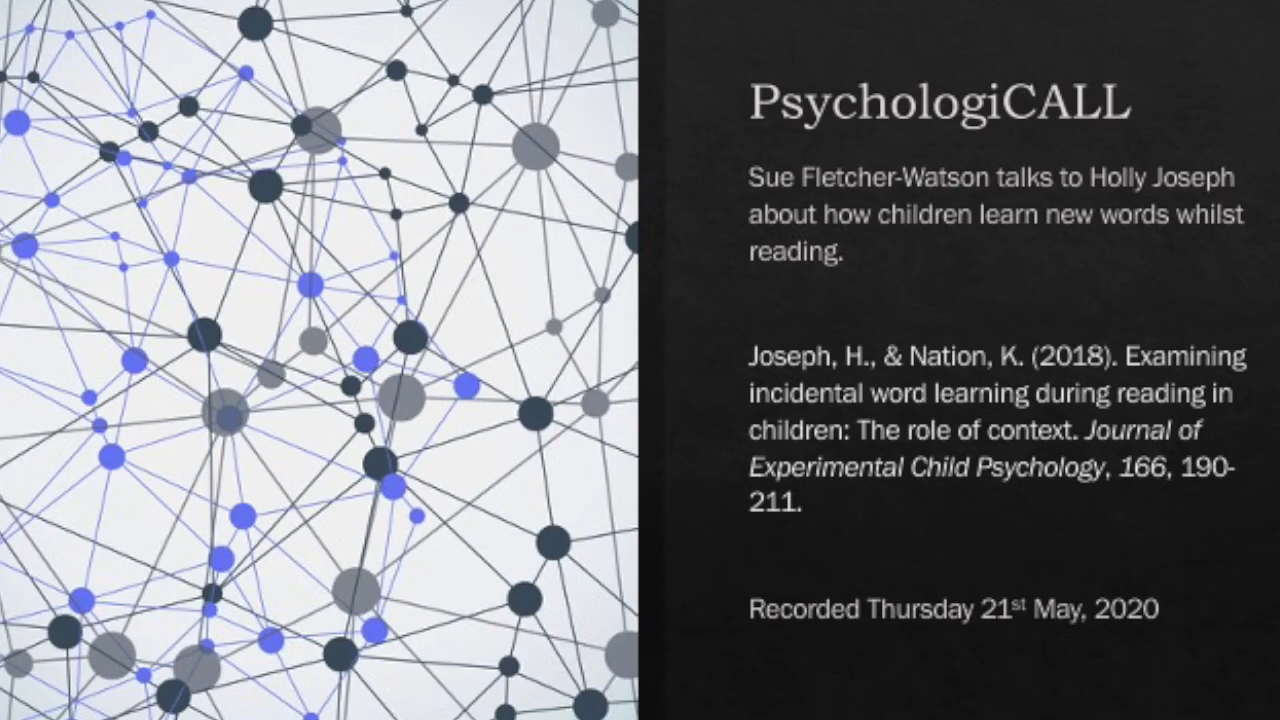 PsychologiCALL
Sue Fletcher-Watson talks to Holly Joseph
about how children learn new words whilst
reading.
Joseph, H., & Nation, K. (2018). Examining
incidental word learning during reading in
children: The role of context. Journal of
Experimental Child Psychology, 166, 190-
211.
Recorded Thursday 21st May, 2020